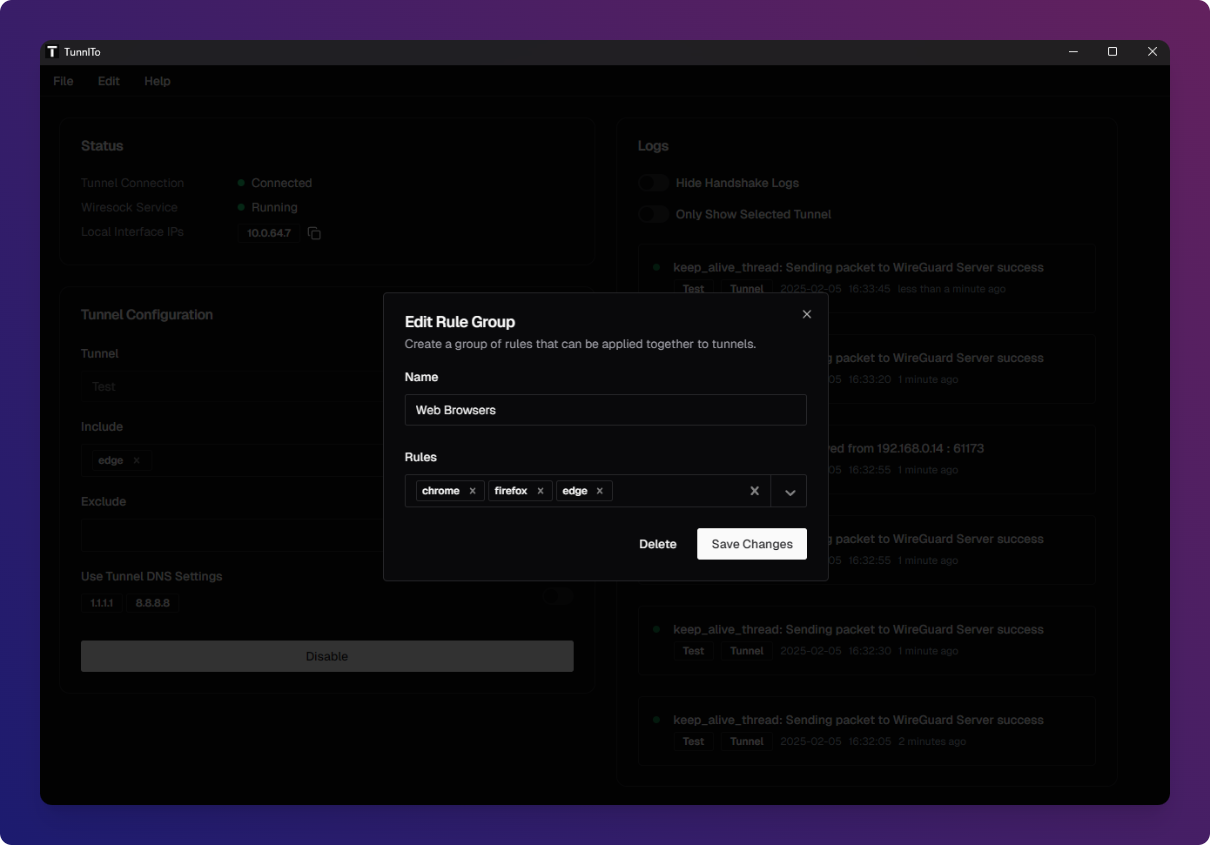 TunnlTo
File Edit Help
Status
Tunnel Connection Connected
Wiresock Service Running
Local Interface IPs 10.0.64.7
Tunnel Configuration
Tunnel
Test
Include
edge
Exclude
Use Tunnel DNS Settings
1.1.1.1 8.8.8.8
Disable
Logs
Hide Handshake Logs
Only Show Selected Tunnel
keep_alive_thread: Sending packet to WireGuard Server success
Test Tunnel 2025-02-05 16:33:45 less than a minute ago
packet to WireGuard Server success
05 16:33:20 1 minute ago
from 192.168.0.14 : 61173
05 16:32:55 1 minute ago
packet to WireGuard Server success
05 16:32:55 1 minute ago
keep_alive_thread: Sending packet to WireGuard Server success
Test Tunnel 2025-02-05 16:32:30 1 minute ago
keep_alive_thread: Sending packet to WireGuard Server success
Test Tunnel 2025-02-05 16:32:05 2 minutes ago
Edit Rule Group
Create a group of rules that can be applied together to tunnels.
Name
Web Browsers
Rules
chrome firefox edge
Delete Save Changes